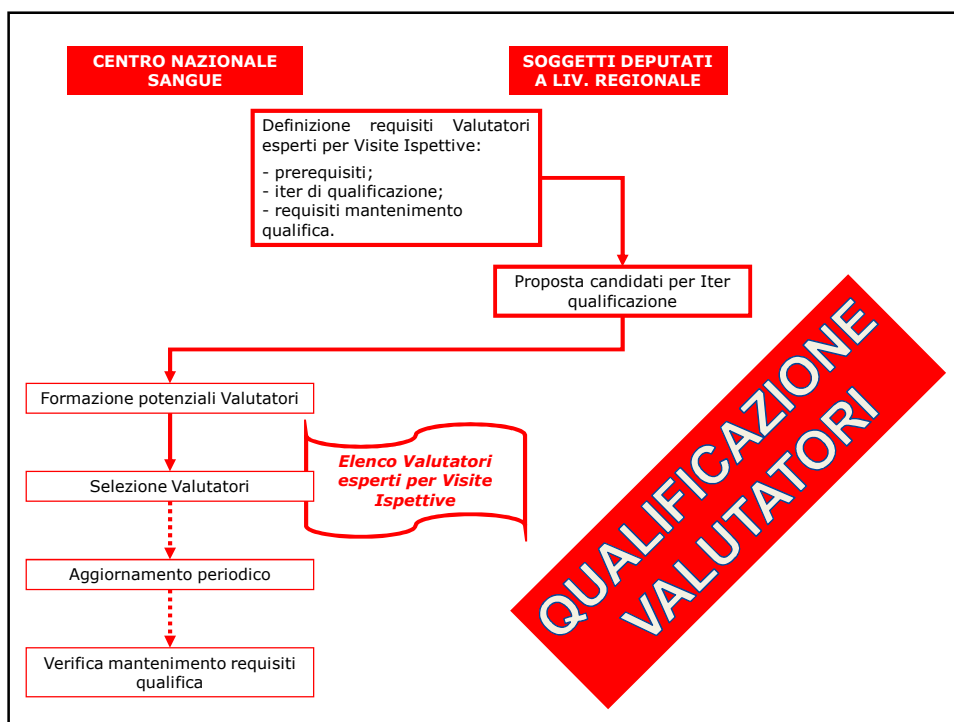 CENTRO NAZIONALE
SANGUE
SOGGETTI DEPUTATI
A LIV. REGIONALE
Definizione requisiti Valutatori
esperti per Visite Ispettive:
- prerequisiti;
- iter di qualificazione;
- requisiti mantenimento
qualifica.
Proposta candidati per Iter
qualificazione
Formazione potenziali Valutatori
Elenco Valutatori
esperti per Visite
Ispettive
Selezione Valutatori
Aggiornamento periodico
Verifica mantenimento requisiti
qualifica
QUALIFICAZIONE
VALUTATORI